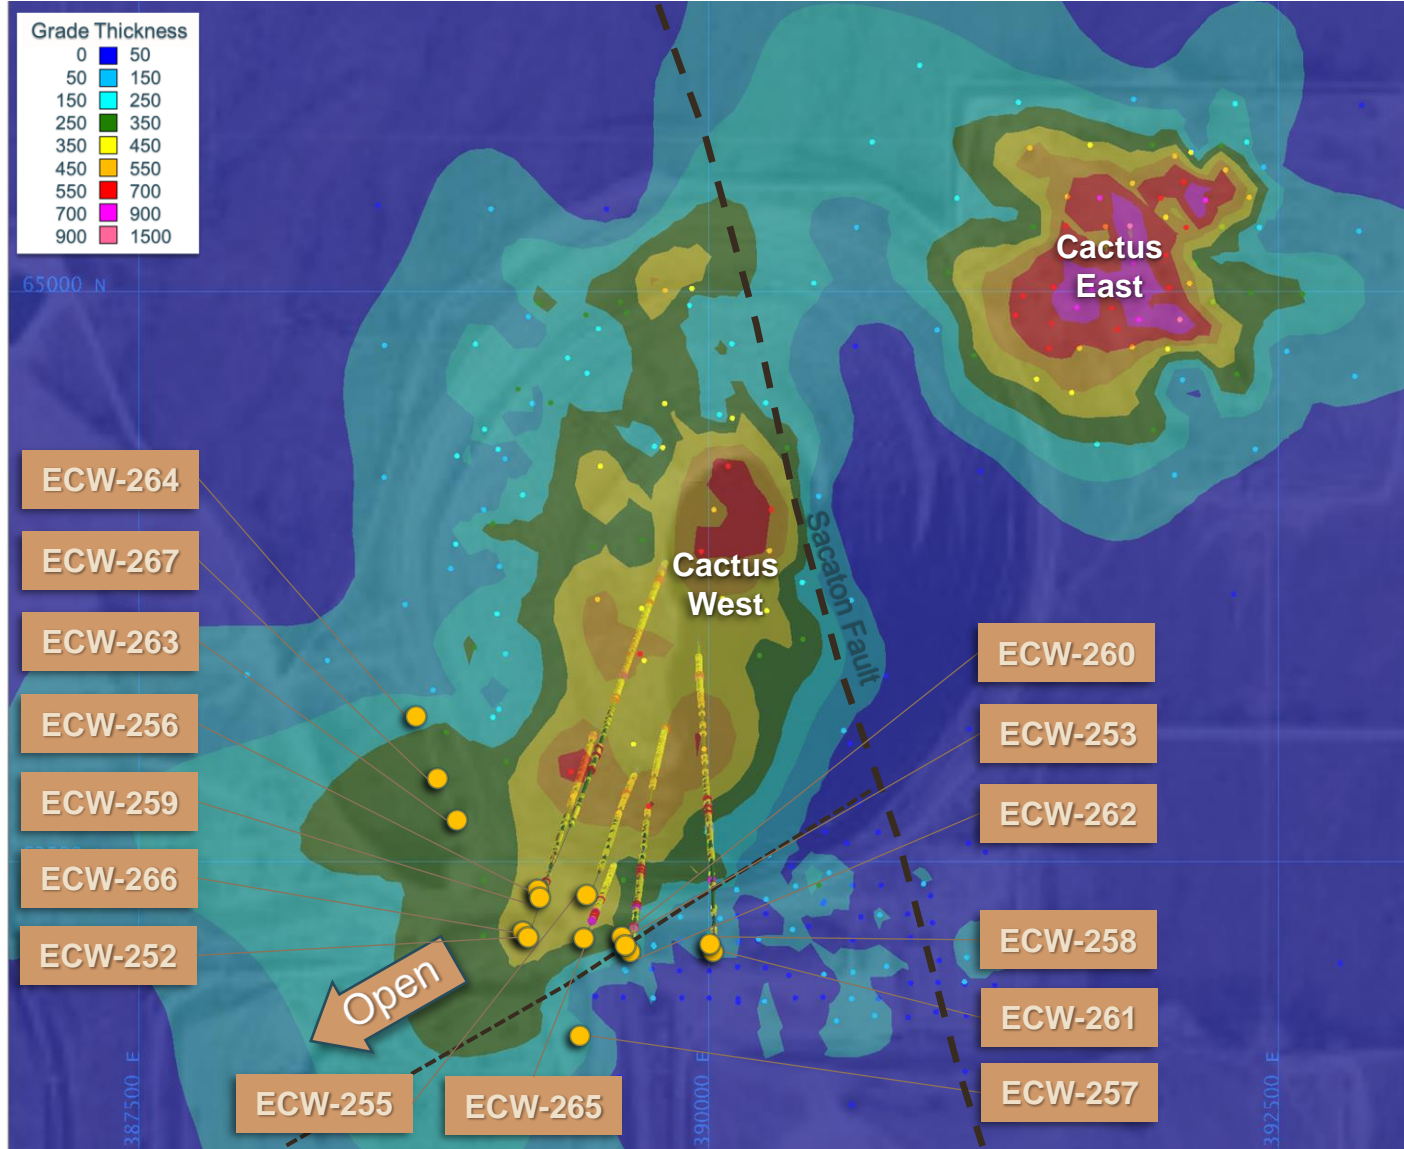 Grade Thickness
0 50
50 150
150 250
250 350
350 450
450 550
550 700
700 900
900 1500
65000 N
Cactus
East
ECW-264
ECW-267
ECW-263
ECW-256
ECW-259
ECW-266
ECW-252
Cactus
West
Sacaton Fault
ECW-260
ECW-253
ECW-262
ECW-258
ECW-261
ECW-257
Open
ECW-255
ECW-265
387500 E
390000 E
392500 E